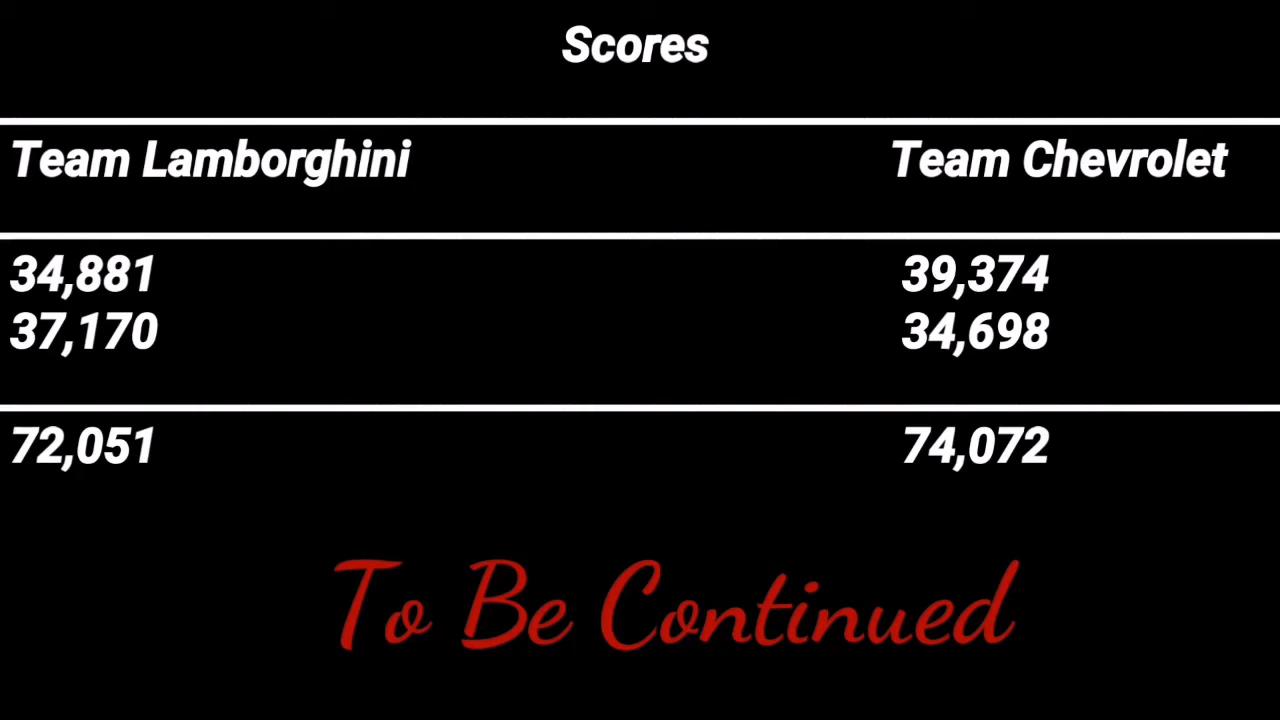 Scores
Team Lamborghini Team Chevrolet
34,881 39,374
37,170 34,698
72,051 74,072
To Be Continued